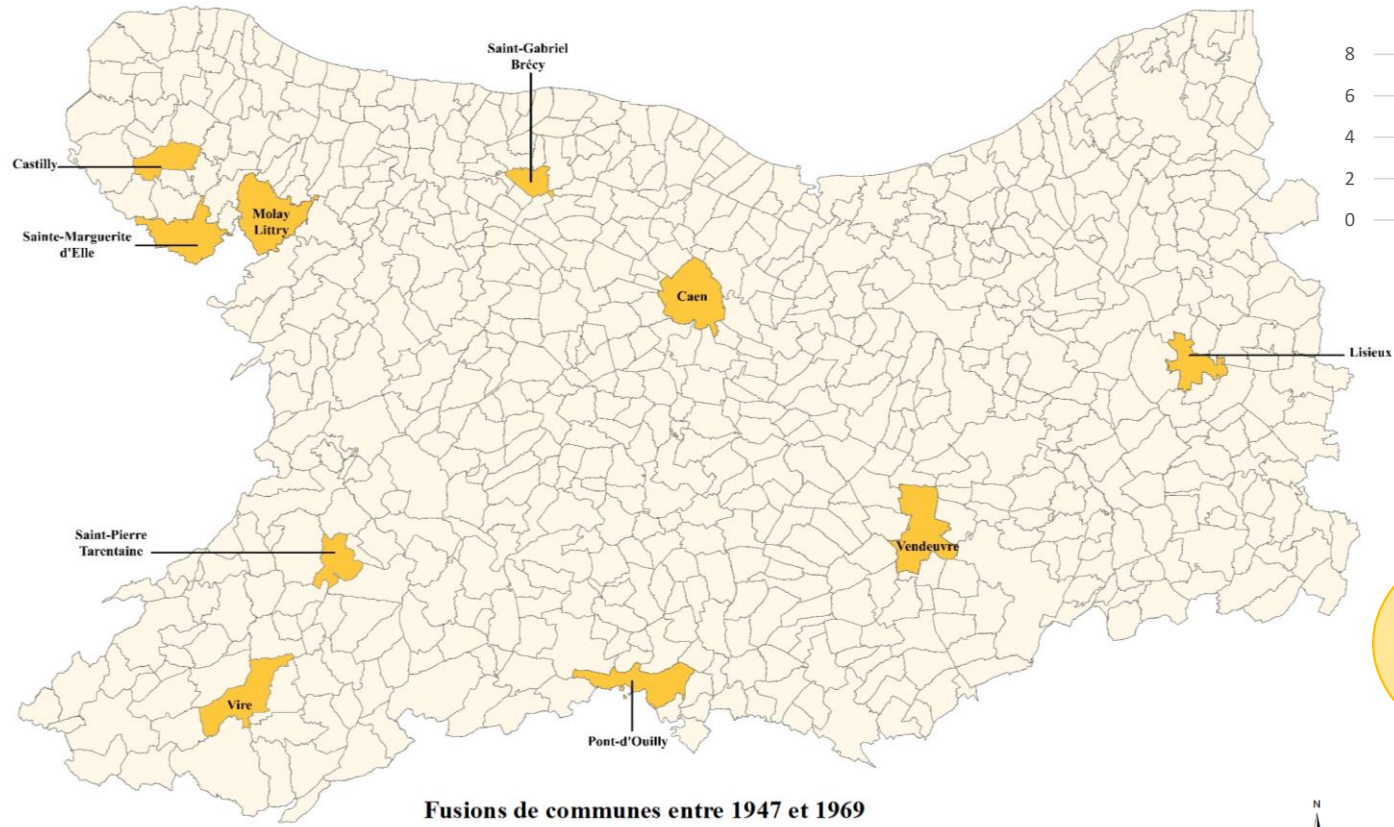 Saint-Gabriel
Brécy
8
6
4
2
0
Castilly
Molay
Littry
Sainte-Marguerite
d'Elle
Caen
Lisieux
Saint-Pierre
Tarentaine
Vendeuvre
Vire
Pont-d'Ouilly
Fusions de communes entre 1947 et 1969
N